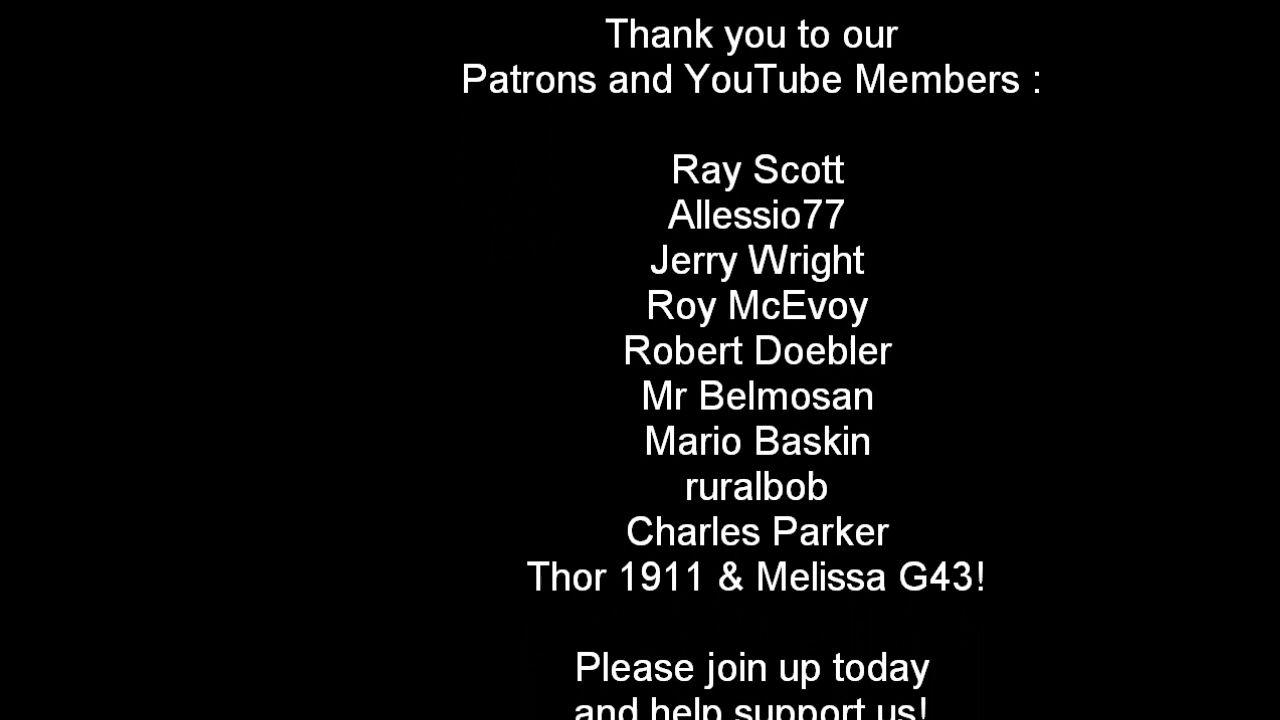 Thank you to our
Patrons and YouTube Members :
Ray Scott
Allessio77
Jerry Wright
Roy McEvoy
Robert Doebler
Mr Belmosan
Mario Baskin
ruralbob
Charles Parker
Thor 1911 & Melissa G43!
Please join up today
and help support us!